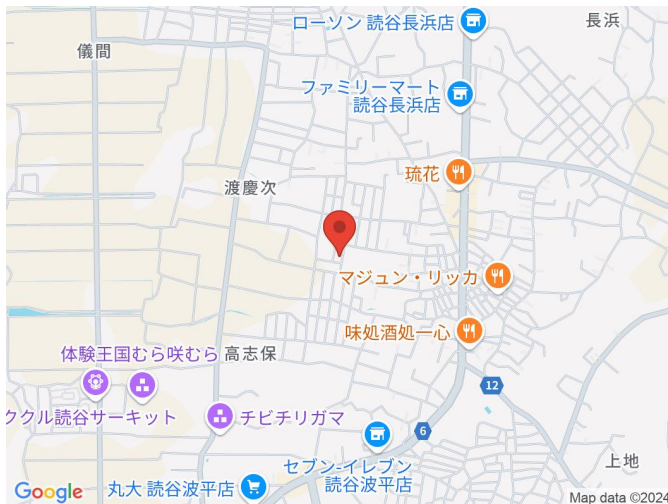 ローソン 読谷長浜店
長浜
儀間
ファミリーマート
読谷長浜店
琉花
渡慶次
マジュン・リッカ
味処酒処一心
体験王国むら咲むら
高志保
12
ククル読谷サーキット
チビチリガマ
6
セブン-イレブン
読谷波平店
上地
丸大 読谷波平店
Google
Map data ©2024